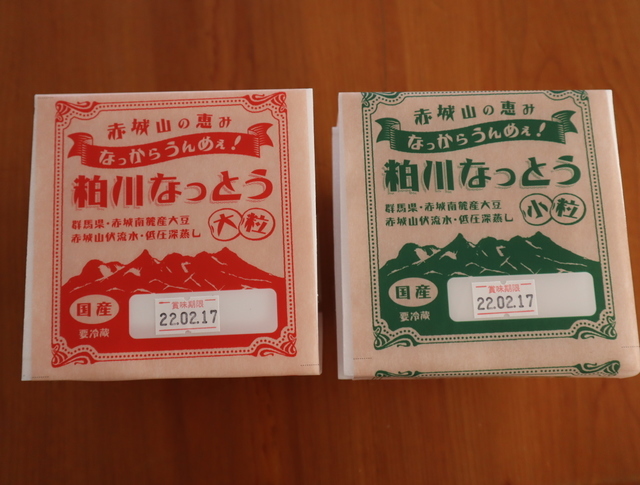 赤城山の恵み
なっからうんめぇ!
粕川なっとう
群馬県・赤城南麓産大豆
赤城山伏流水・低圧深蒸し
大粒
国産
要冷蔵
賞味期限
22.02.17
赤城山の恵み
なっからうんめぇ!
粕川なっとう
群馬県・赤城南麓産大豆
赤城山伏流水・低圧深蒸し
小粒
国産
要冷蔵
賞味期限
22.02.17